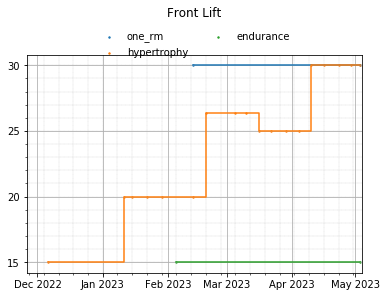 Front Lift
one_rm endurance
hypertrophy
30
25
20
15
Dec 2022 Jan 2023 Feb 2023 Mar 2023 Apr 2023 May 2023